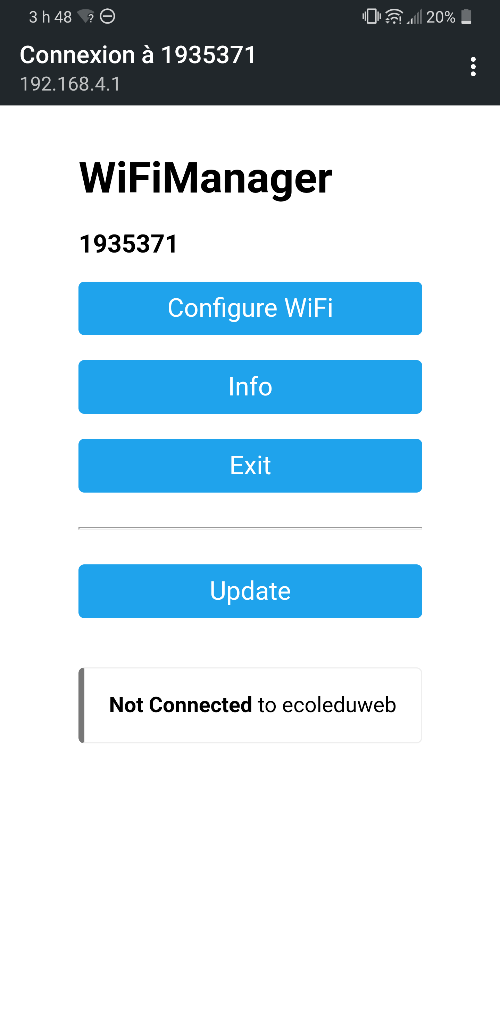 3 h 48 20%
Connexion à 1935371
192.168.4.1
WiFiManager
1935371
Configure WiFi
Info
Exit
Update
Not Connected to ecoleduweb